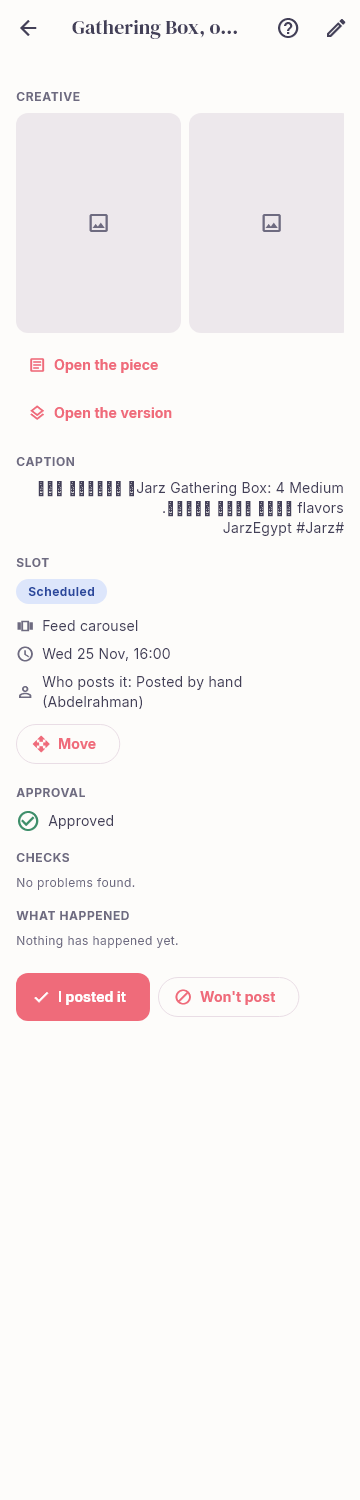 Gathering Box, o...
CREATIVE
Open the piece
Open the version
CAPTION
Jarz Gathering Box: 4 Medium
flavors
JarzEgypt #Jarz#
SLOT
Scheduled
Feed carousel
Wed 25 Nov, 16:00
Who posts it: Posted by hand
(Abdelrahman)
Move
APPROVAL
Approved
CHECKS
No problems found.
WHAT HAPPENED
Nothing has happened yet.
I posted it
Won't post